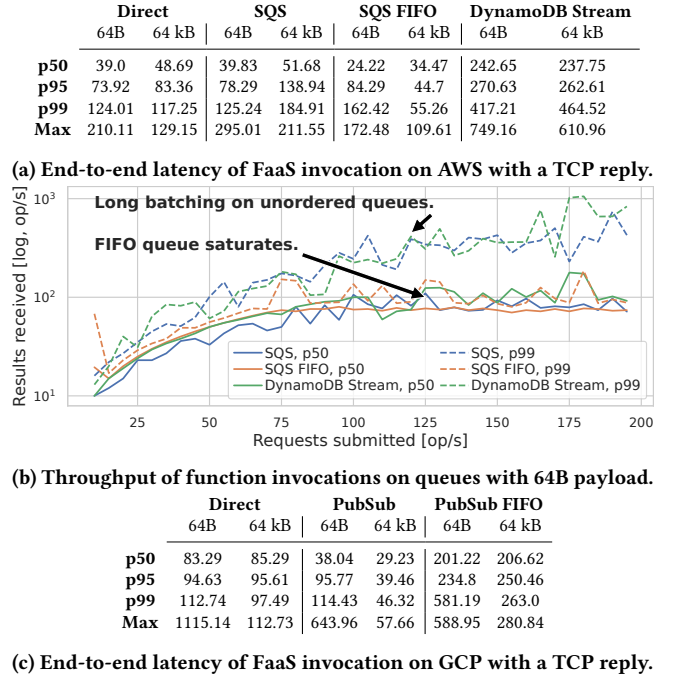 Direct SQS SQS FIFO DynamoDB Stream
64B 64 kB 64B 64 kB 64B 64 kB 64B 64 kB
p50 39.0 48.69 39.83 51.68 24.22 34.47 242.65 237.75
p95 73.92 83.36 78.29 138.94 84.29 44.7 270.63 262.61
p99 124.01 117.25 125.24 184.91 162.42 55.26 417.21 464.52
Max 210.11 129.15 295.01 211.55 172.48 109.61 749.16 610.96
(a) End-to-end latency of FaaS invocation on AWS with a TCP reply.
Results received [log, op/s]
10³
10²
10¹
Long batching on unordered queues.
FIFO queue saturates.
SQS, p50 SQS, p99
SQS FIFO, p50 SQS FIFO, p99
DynamoDB Stream, p50 DynamoDB Stream, p99
25 50 75 100 125 150 175 200
Requests submitted [op/s]
(b) Throughput of function invocations on queues with 64B payload.
Direct PubSub PubSub FIFO
64B 64 kB 64B 64 kB 64B 64 kB
p50 83.29 85.29 38.04 29.23 201.22 206.62
p95 94.63 95.61 95.77 39.46 234.8 250.46
p99 112.74 97.49 114.43 46.32 581.19 263.0
Max 1115.14 112.73 643.96 57.66 588.95 280.84
(c) End-to-end latency of FaaS invocation on GCP with a TCP reply.